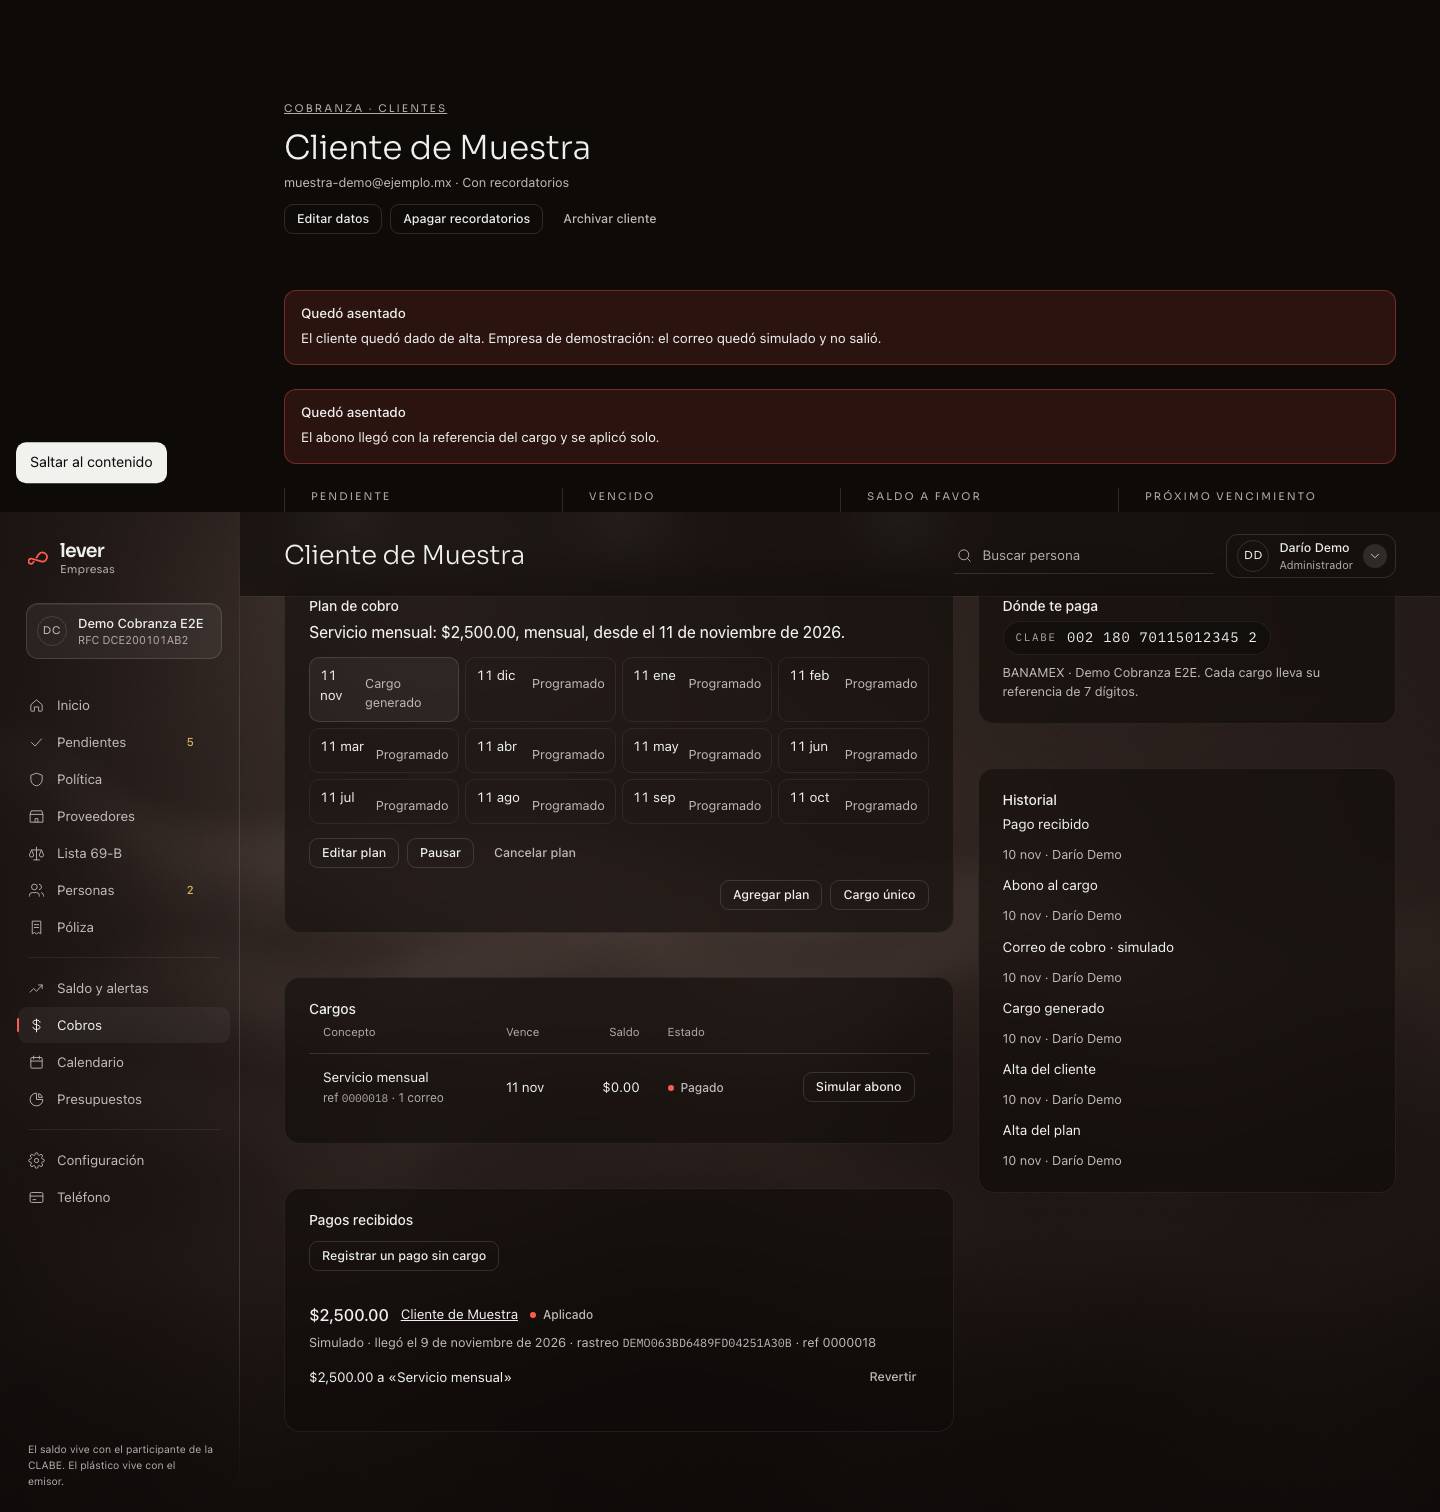 COBRANZA · CLIENTES
Cliente de Muestra
muestra-demo@ejemplo.mx · Con recordatorios
Editar datos
Apagar recordatorios
Archivar cliente
Quedó asentado
El cliente quedó dado de alta. Empresa de demostración: el correo quedó simulado y no salió.
Quedó asentado
El abono llegó con la referencia del cargo y se aplicó solo.
Saltar al contenido
PENDIENTE
VENCIDO
SALDO A FAVOR
PRÓXIMO VENCIMIENTO
lever
Empresas
DC
Demo Cobranza E2E
RFC DCE200101AB2
Inicio
Pendientes 5
Política
Proveedores
Lista 69-B
Personas 2
Póliza
Saldo y alertas
Cobros
Calendario
Presupuestos
Configuración
Teléfono
El saldo vive con el participante de la
CLABE. El plástico vive con el
emisor.
Cliente de Muestra
Buscar persona
DD
Darío Demo
Administrador
Plan de cobro
Servicio mensual: $2,500.00, mensual, desde el 11 de noviembre de 2026.
11
nov
Cargo
generado
11 dic Programado
11 ene Programado
11 feb Programado
11 mar Programado
11 abr Programado
11 may Programado
11 jun Programado
11 jul Programado
11 ago Programado
11 sep Programado
11 oct Programado
Editar plan
Pausar
Cancelar plan
Agregar plan
Cargo único
Cargos
Concepto Vence Saldo Estado
Servicio mensual
ref 0000018 · 1 correo
11 nov
$0.00
Pagado
Simular abono
Pagos recibidos
Registrar un pago sin cargo
$2,500.00 Cliente de Muestra Aplicado
Simulado · llegó el 9 de noviembre de 2026 · rastreo DEMO063BD6489FD04251A30B · ref 0000018
$2,500.00 a «Servicio mensual»
Revertir
Dónde te paga
CLABE 002 180 70115012345 2
BANAMEX · Demo Cobranza E2E. Cada cargo lleva su
referencia de 7 dígitos.
Historial
Pago recibido
10 nov · Darío Demo
Abono al cargo
10 nov · Darío Demo
Correo de cobro · simulado
10 nov · Darío Demo
Cargo generado
10 nov · Darío Demo
Alta del cliente
10 nov · Darío Demo
Alta del plan
10 nov · Darío Demo